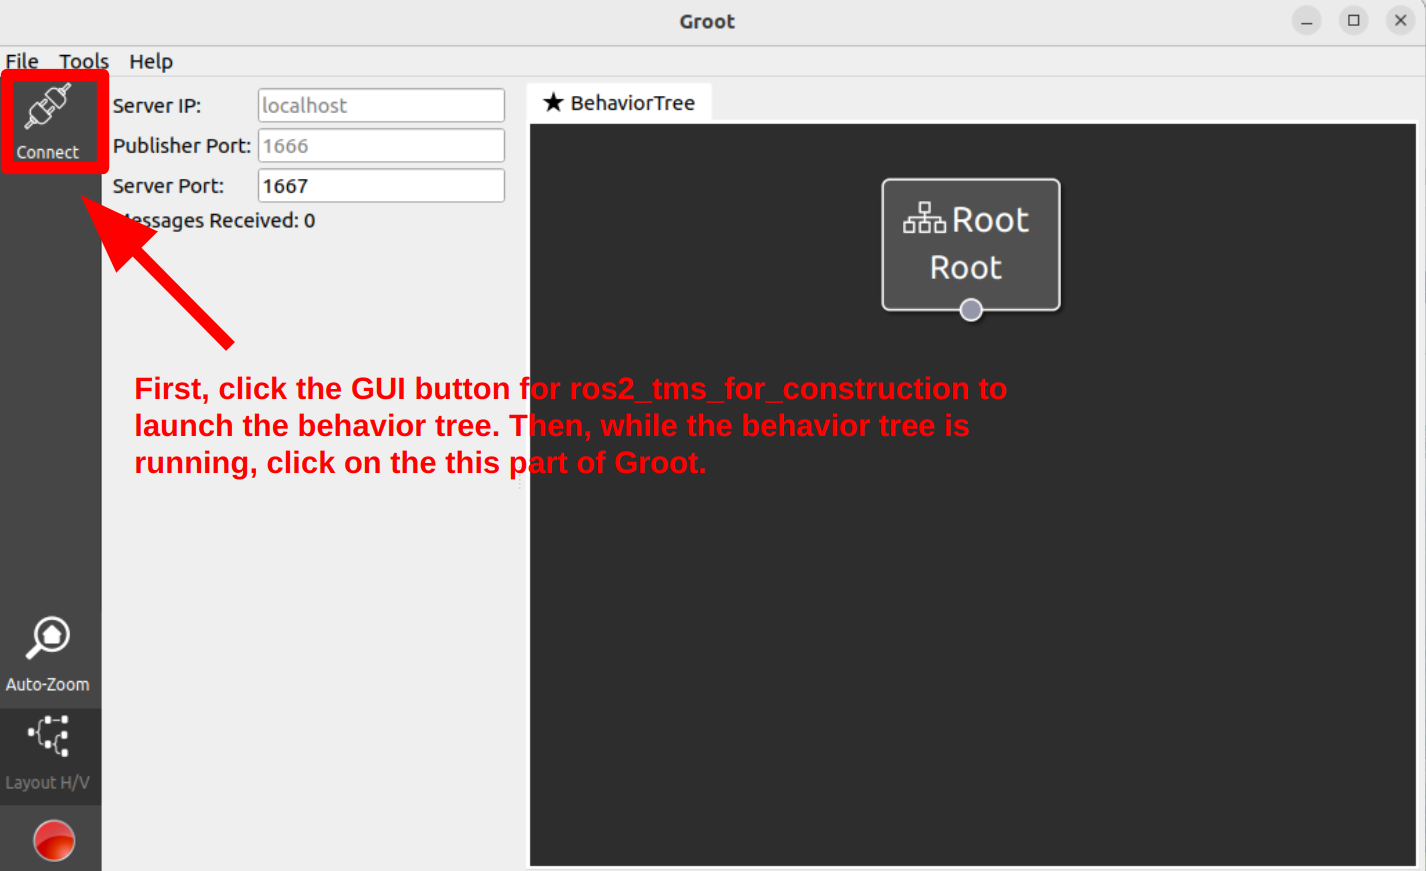 Groot
File Tools Help
Connect
Server IP: localhost
Publisher Port: 1666
Server Port: 1667
Messages Received: 0
BehaviorTree
Root
Root
First, click the GUI button for ros2_tms_for_construction to
launch the behavior tree. Then, while the behavior tree is
running, click on the this part of Groot.
Auto-Zoom
Layout H/V